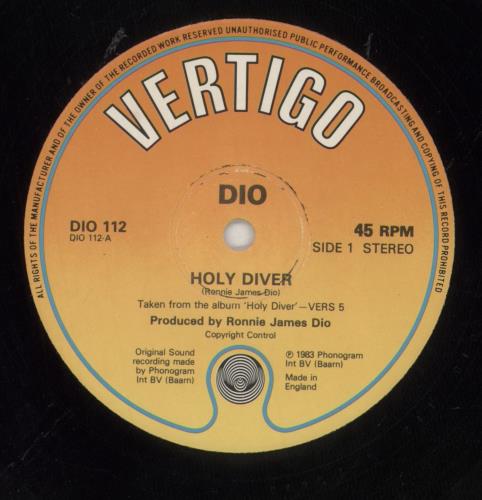 ALL RIGHTS OF THE MANUFACTURER AND OF THE OWNER OF THE RECORDED WORK RESERVED UNAUTHORISED PUBLIC PERFORMANCE BROADCASTING AND COPYING OF THIS RECORD PROHIBITED
VERTIGO
DIO
DIO 112
DIO 112-A
45 RPM
SIDE 1 STEREO
HOLY DIVER
(Ronnie James Dio)
Taken from the album 'Holy Diver'—VERS 5
Produced by Ronnie James Dio
Copyright Control
Original Sound
recording made
by Phonogram
Int BV (Baarn)
℗ 1983 Phonogram
Int BV (Baarn)
Made in
England